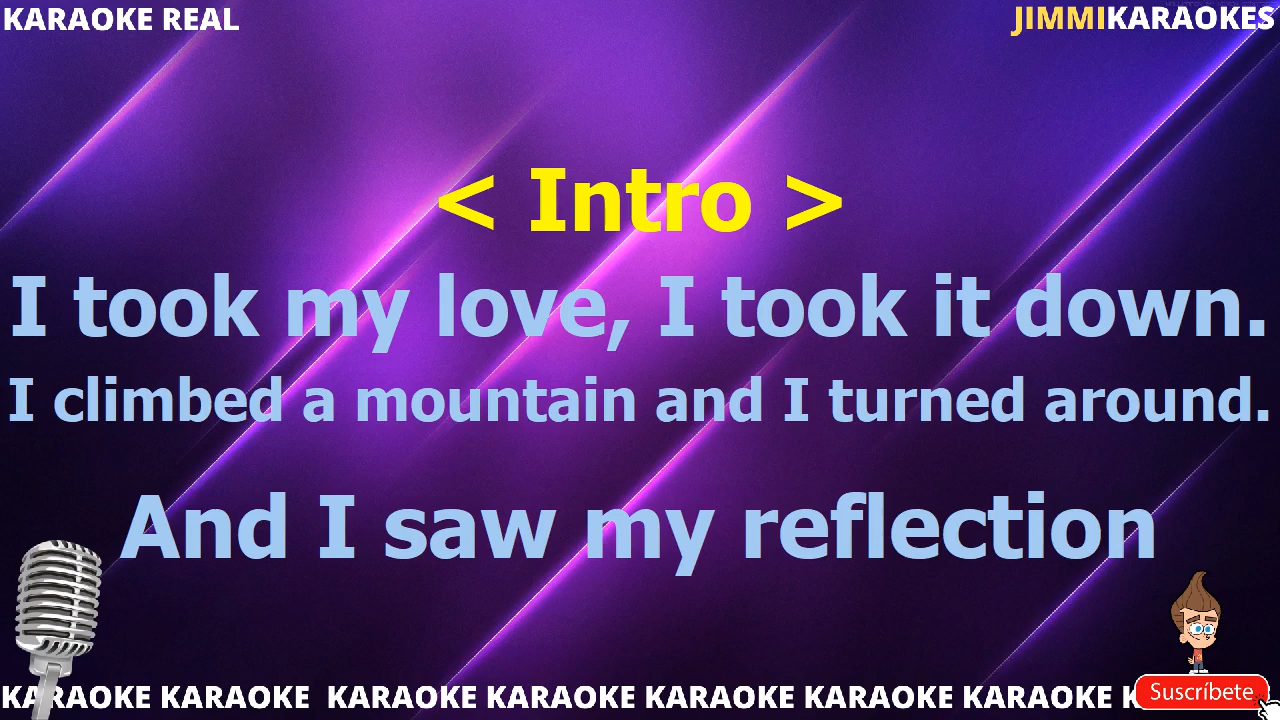 KARAOKE REAL
JIMMIKARAOKES
< Intro >
I took my love, I took it down.
I climbed a mountain and I turned around.
And I saw my reflection
KARAOKE KARAOKE KARAOKE KARAOKE KARAOKE KARAOKE KARAOKE K
Suscríbete